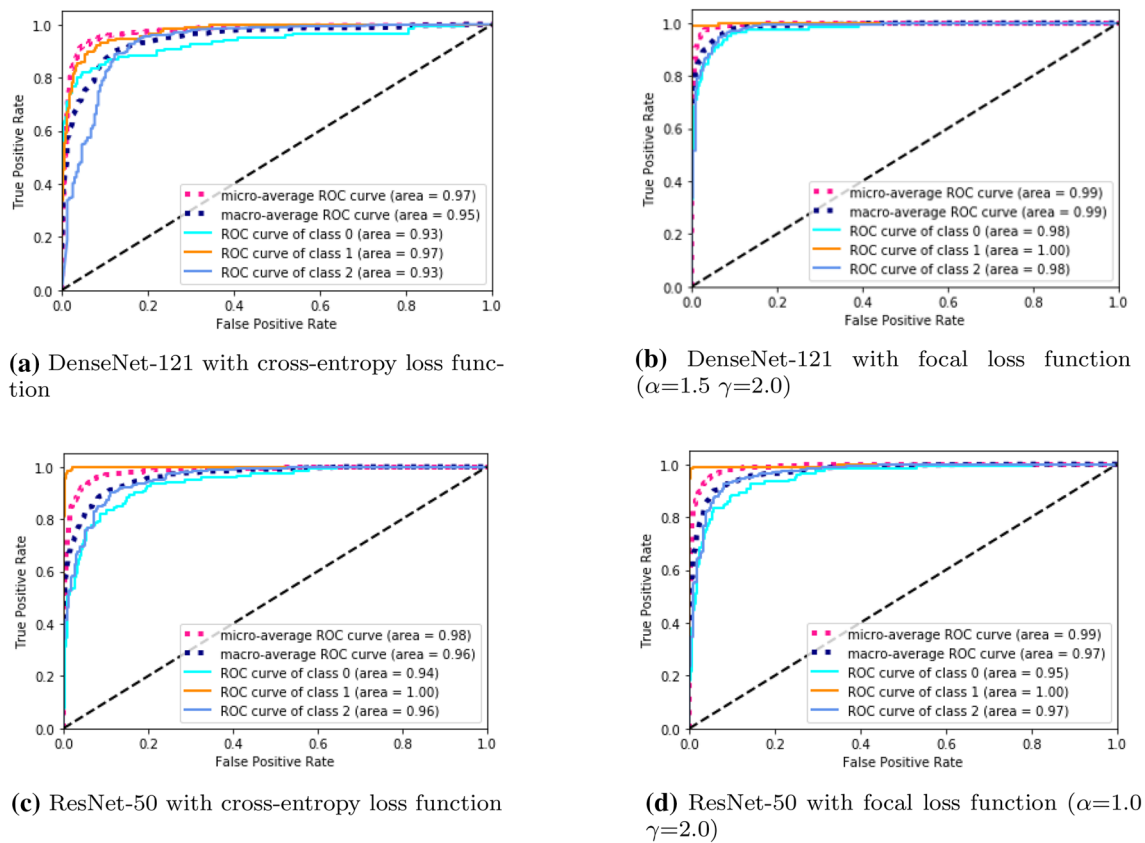 1.0
0.8
0.6
0.4
0.2
0.0
True Positive Rate
micro-average ROC curve (area = 0.97)
macro-average ROC curve (area = 0.95)
ROC curve of class 0 (area = 0.93)
ROC curve of class 1 (area = 0.97)
ROC curve of class 2 (area = 0.93)
0.0 0.2 0.4 0.6 0.8 1.0
False Positive Rate
(a) DenseNet-121 with cross-entropy loss func-
tion
1.0
0.8
0.6
0.4
0.2
0.0
True Positive Rate
micro-average ROC curve (area = 0.99)
macro-average ROC curve (area = 0.99)
ROC curve of class 0 (area = 0.98)
ROC curve of class 1 (area = 1.00)
ROC curve of class 2 (area = 0.98)
0.0 0.2 0.4 0.6 0.8 1.0
False Positive Rate
(b) DenseNet-121 with focal loss function
(α=1.5 γ=2.0)
1.0
0.8
0.6
0.4
0.2
0.0
True Positive Rate
micro-average ROC curve (area = 0.98)
macro-average ROC curve (area = 0.96)
ROC curve of class 0 (area = 0.94)
ROC curve of class 1 (area = 1.00)
ROC curve of class 2 (area = 0.96)
0.0 0.2 0.4 0.6 0.8 1.0
False Positive Rate
(c) ResNet-50 with cross-entropy loss function
1.0
0.8
0.6
0.4
0.2
0.0
True Positive Rate
micro-average ROC curve (area = 0.99)
macro-average ROC curve (area = 0.97)
ROC curve of class 0 (area = 0.95)
ROC curve of class 1 (area = 1.00)
ROC curve of class 2 (area = 0.97)
0.0 0.2 0.4 0.6 0.8 1.0
False Positive Rate
(d) ResNet-50 with focal loss function (α=1.0
γ=2.0)